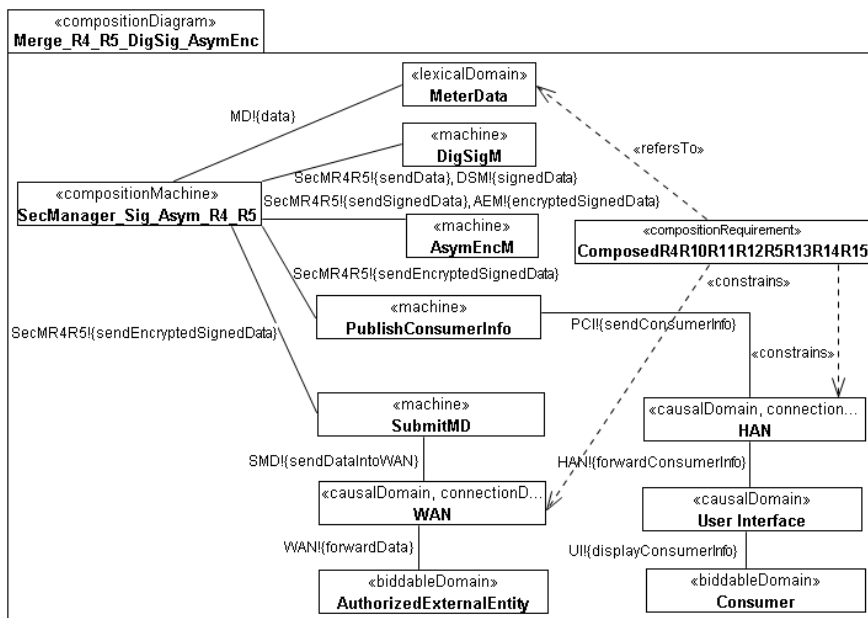 «compositionDiagram»
Merge_R4_R5_DigSig_AsymEnc
«lexicalDomain»
MeterData
MD!{data}
«refersTo»
«machine»
DigSigM
SecMR4R5!{sendData}, DSM!{signedData}
«compositionMachine»
SecManager_Sig_Asym_R4_R5
SecMR4R5!{sendSignedData}, AEM!{encryptedSignedData}
«machine»
AsymEncM
«compositionRequirement»
ComposedR4R10R11R12R5R13R14R15
SecMR4R5!{sendEncryptedSignedData}
«constrains»
«machine»
PublishConsumerInfo
PCI!{sendConsumerInfo}
SecMR4R5!{sendEncryptedSignedData}
«constrains»
«machine»
SubmitMD
«causalDomain, connection...
HAN
SMD!{sendDataIntoWAN}
HAN!{forwardConsumerInfo}
«causalDomain, connectionD...
WAN
«causalDomain»
User Interface
WAN!{forwardData}
UI!{displayConsumerInfo}
«biddableDomain»
AuthorizedExternalEntity
«biddableDomain»
Consumer